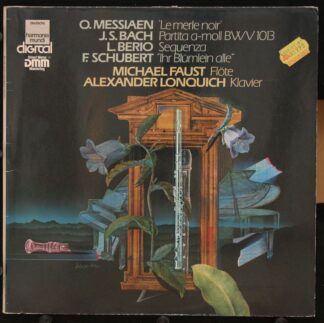 O. MESSIAEN 'Le merle noir'
J.S. BACH Partita a-moll BWV 1013
L. BERIO Sequenza
F. SCHUBERT "Ihr Blümlein alle"
MICHAEL FAUST Flöte
ALEXANDER LONQUICH Klavier
deutsche
harmonia
mundi
digital
DMM